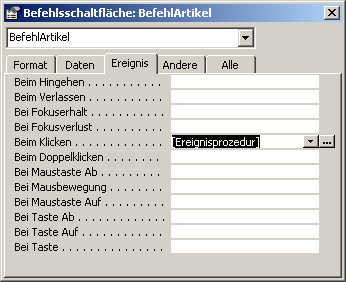 Befehlsschaltfläche: BefehlArtikel
BefehlArtikel
Format Daten Ereignis Andere Alle
Beim Hingehen . . . . . . . . . . .
Beim Verlassen . . . . . . . . . . .
Bei Fokuserhalt . . . . . . . . . . .
Bei Fokusverlust . . . . . . . . . .
Beim Klicken . . . . . . . . . . . . . [Ereignisprozedur]
Beim Doppelklicken . . . . . . . .
Bei Maustaste Ab . . . . . . . . .
Bei Mausbewegung . . . . . . . .
Bei Maustaste Auf . . . . . . . . .
Bei Taste Ab . . . . . . . . . . . . .
Bei Taste Auf . . . . . . . . . . . .
Bei Taste . . . . . . . . . . . . . . .